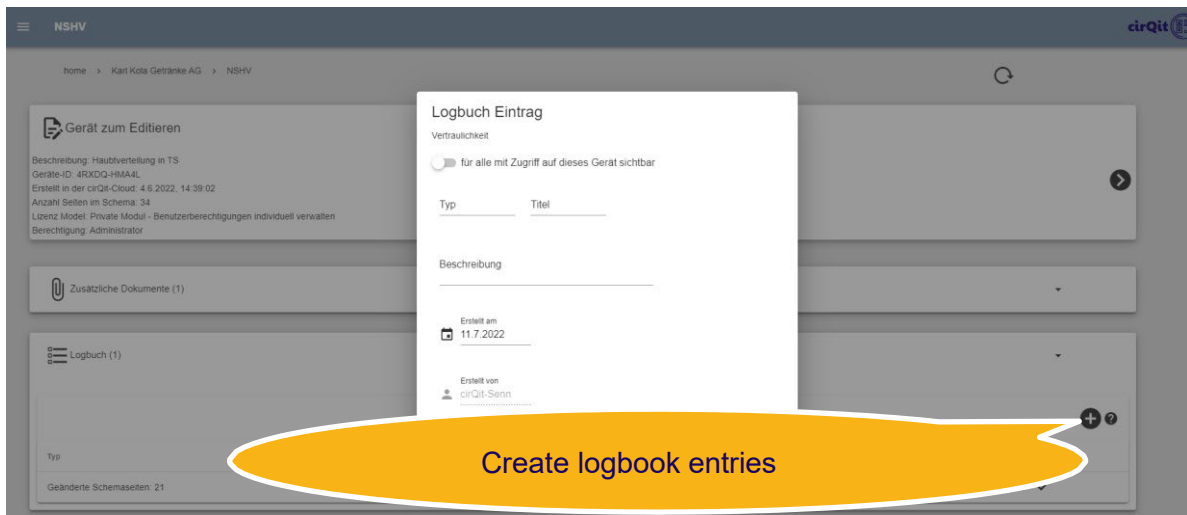 NSHV
cirQit
home > Karl Kola Getränke AG > NSHV
Gerät zum Editieren
Beschreibung: Haubtverteilung in TS
Geräte-ID: 4RXDQ-HMA4L
Erstellt in der cirQit-Cloud: 4.6.2022, 14:39:02
Anzahl Seiten im Schema: 34
Lizenz Model: Private Modul - Benutzerberechtigungen individuell verwalten
Berechtigung: Administrator
Zusätzliche Dokumente (1)
Logbuch (1)
Typ
Geänderte Schemaseiten: 21
Logbuch Eintrag
Vertraulichkeit
für alle mit Zugriff auf dieses Gerät sichtbar
Typ Titel
Beschreibung
Erstellt am
11.7.2022
Erstellt von
cirQit-Senn
Create logbook entries